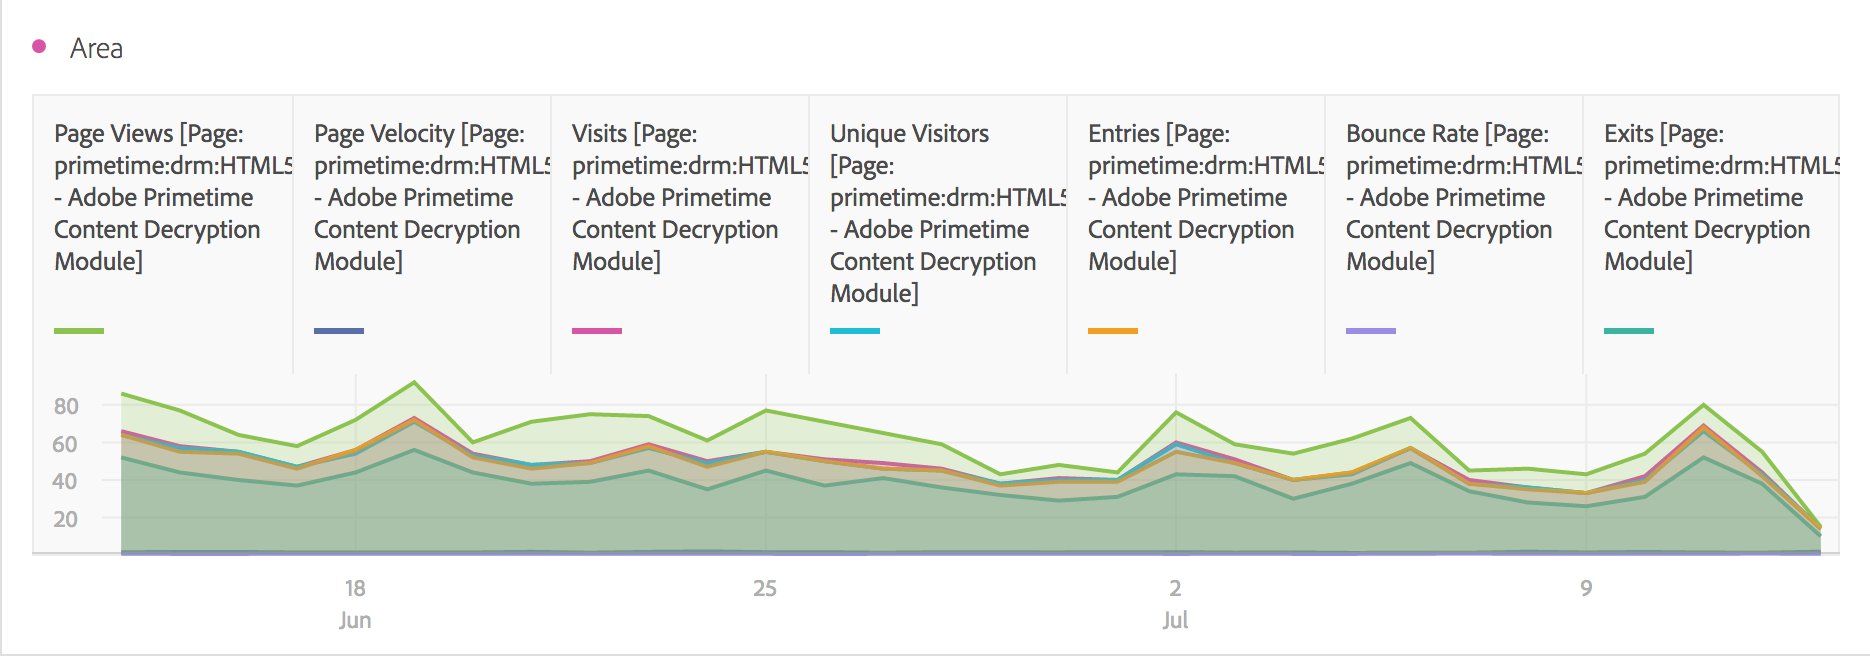 Area
Page Views [Page:
primetime:drm:HTML5
- Adobe Primetime
Content Decryption
Module]
Page Velocity [Page:
primetime:drm:HTML5
- Adobe Primetime
Content Decryption
Module]
Visits [Page:
primetime:drm:HTML5
- Adobe Primetime
Content Decryption
Module]
Unique Visitors
[Page:
primetime:drm:HTML5
- Adobe Primetime
Content Decryption
Module]
Entries [Page:
primetime:drm:HTML5
- Adobe Primetime
Content Decryption
Module]
Bounce Rate [Page:
primetime:drm:HTML5
- Adobe Primetime
Content Decryption
Module]
Exits [Page:
primetime:drm:HTML5
- Adobe Primetime
Content Decryption
Module]
80
60
40
20
18
Jun
25
2
Jul
9